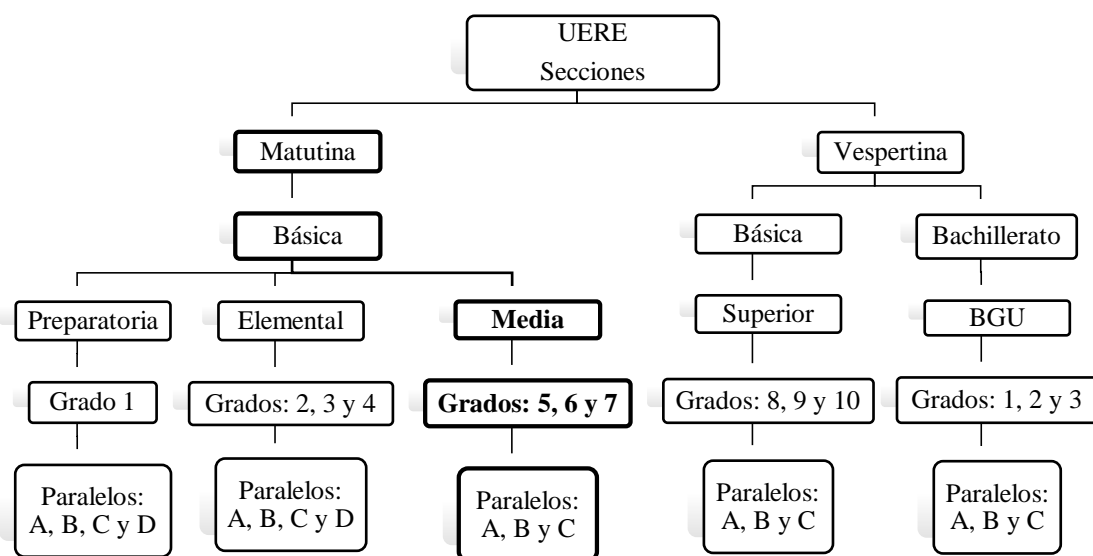 UERE
Secciones
Matutina
Vespertina
Básica
Básica
Bachillerato
Preparatoria
Elemental
Media
Superior
BGU
Grado 1
Grados: 2, 3 y 4
Grados: 5, 6 y 7
Grados: 8, 9 y 10
Grados: 1, 2 y 3
Paralelos:
A, B, C y D
Paralelos:
A, B, C y D
Paralelos:
A, B y C
Paralelos:
A, B y C
Paralelos:
A, B y C